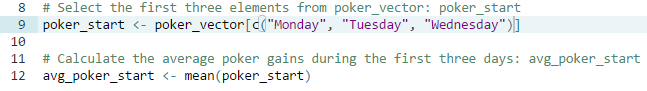 8 # Select the first three elements from poker_vector: poker_start
9 poker_start <- poker_vector[c("Monday", "Tuesday", "Wednesday")]
10
11 # Calculate the average poker gains during the first three days: avg_poker_start
12 avg_poker_start <- mean(poker_start)